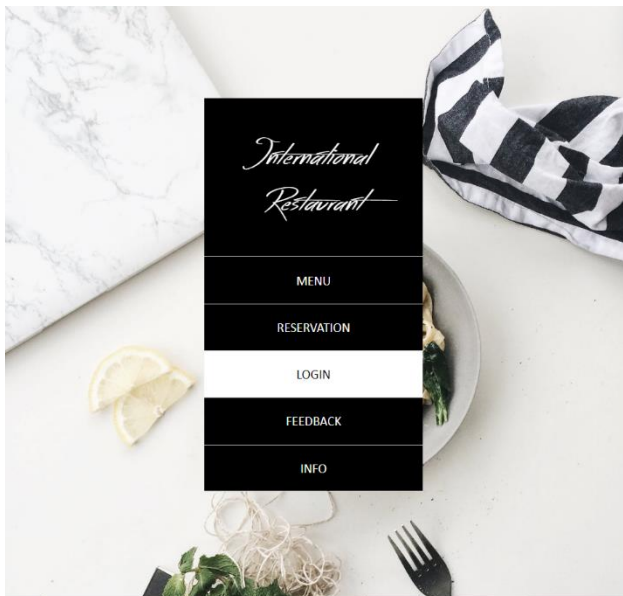 International
Restaurant
MENU
RESERVATION
LOGIN
FEEDBACK
INFO